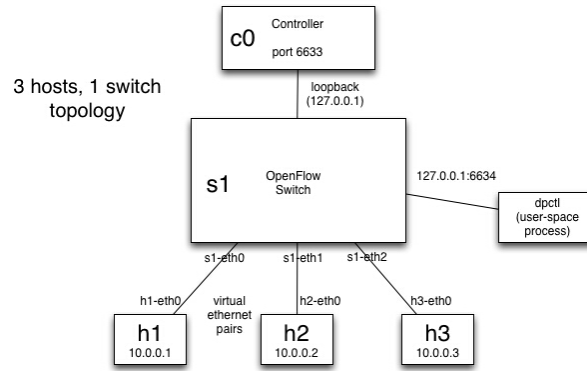 Controller
c0
port 6633
3 hosts, 1 switch
topology
loopback
(127.0.0.1)
s1
OpenFlow
Switch
127.0.0.1:6634
dpctl
(user-space
process)
s1-eth0
s1-eth1
s1-eth2
h1-eth0
virtual
ethernet
pairs
h2-eth0
h3-eth0
h1
10.0.0.1
h2
10.0.0.2
h3
10.0.0.3